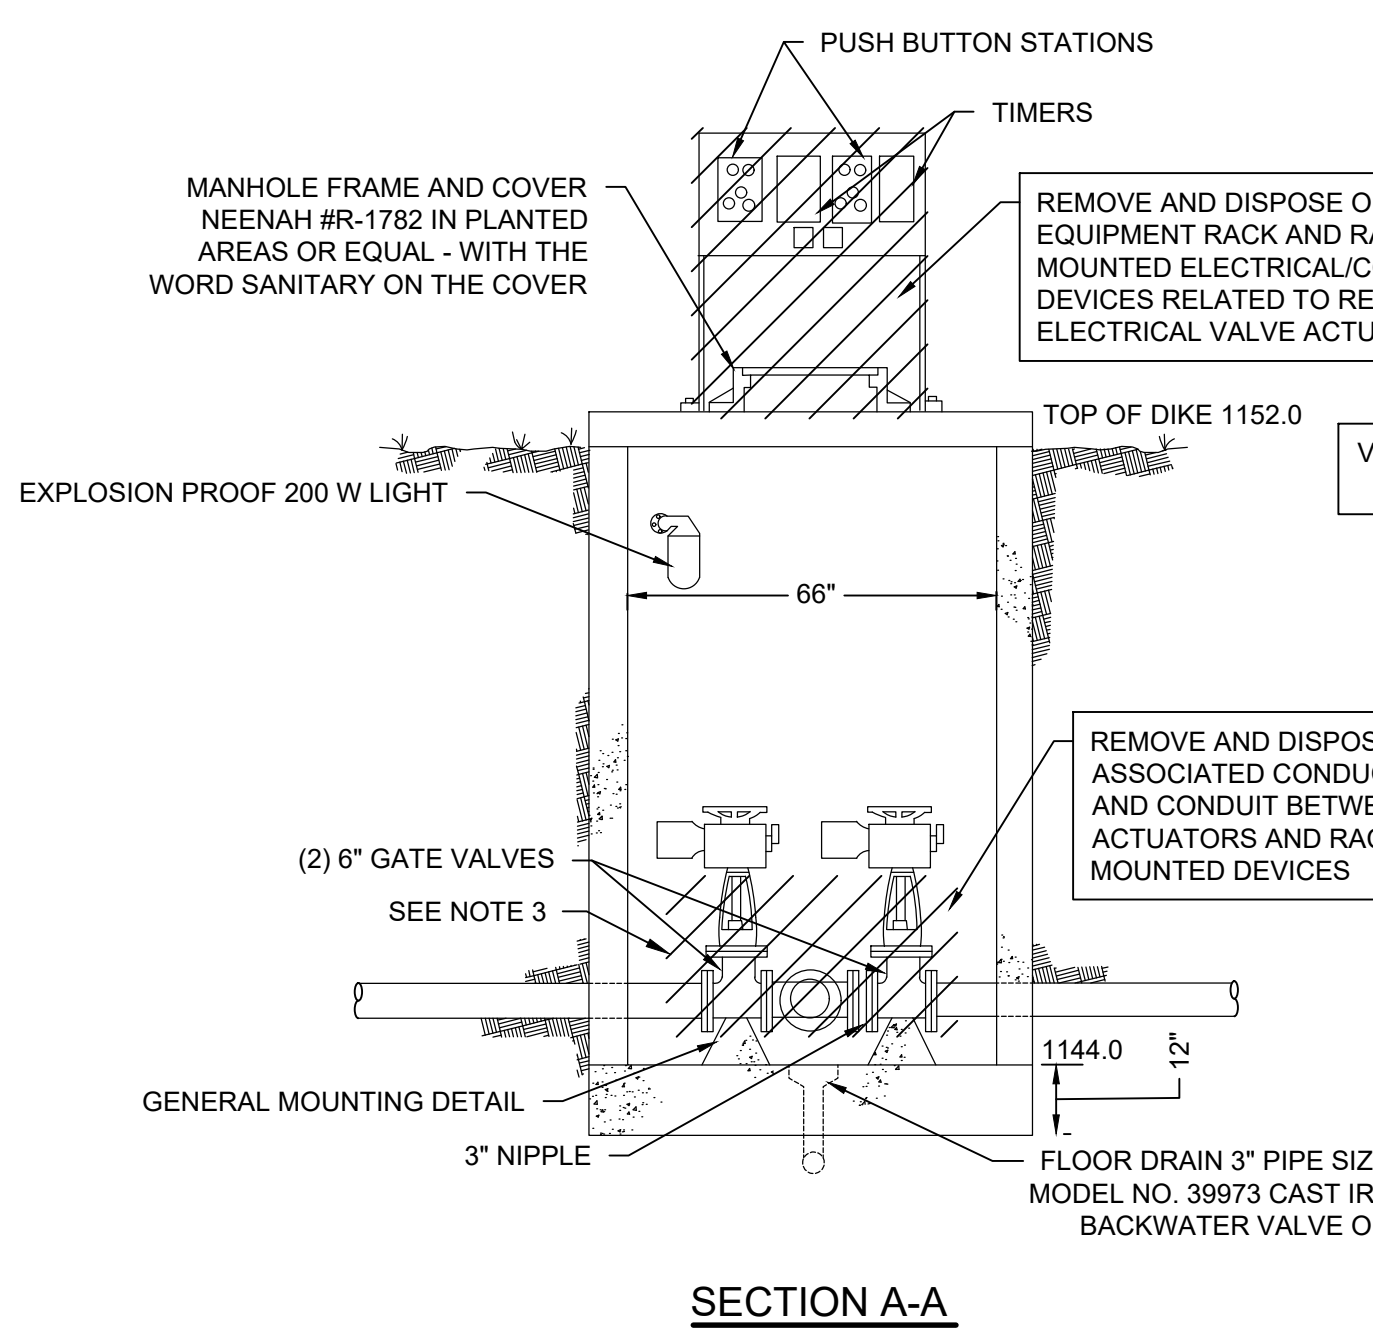 PUSH BUTTON STATIONS
TIMERS
MANHOLE FRAME AND COVER
NEENAH #R-1782 IN PLANTED
AREAS OR EQUAL - WITH THE
WORD SANITARY ON THE COVER
REMOVE AND DISPOSE O
EQUIPMENT RACK AND RA
MOUNTED ELECTRICAL/C
DEVICES RELATED TO RE
ELECTRICAL VALVE ACTU
TOP OF DIKE 1152.0
V
EXPLOSION PROOF 200 W LIGHT
66"
REMOVE AND DISPOS
ASSOCIATED CONDU
AND CONDUIT BETWE
ACTUATORS AND RAC
MOUNTED DEVICES
(2) 6" GATE VALVES
SEE NOTE 3
1144.0
12"
GENERAL MOUNTING DETAIL
3" NIPPLE
FLOOR DRAIN 3" PIPE SIZ
MODEL NO. 39973 CAST IR
BACKWATER VALVE O
SECTION A-A